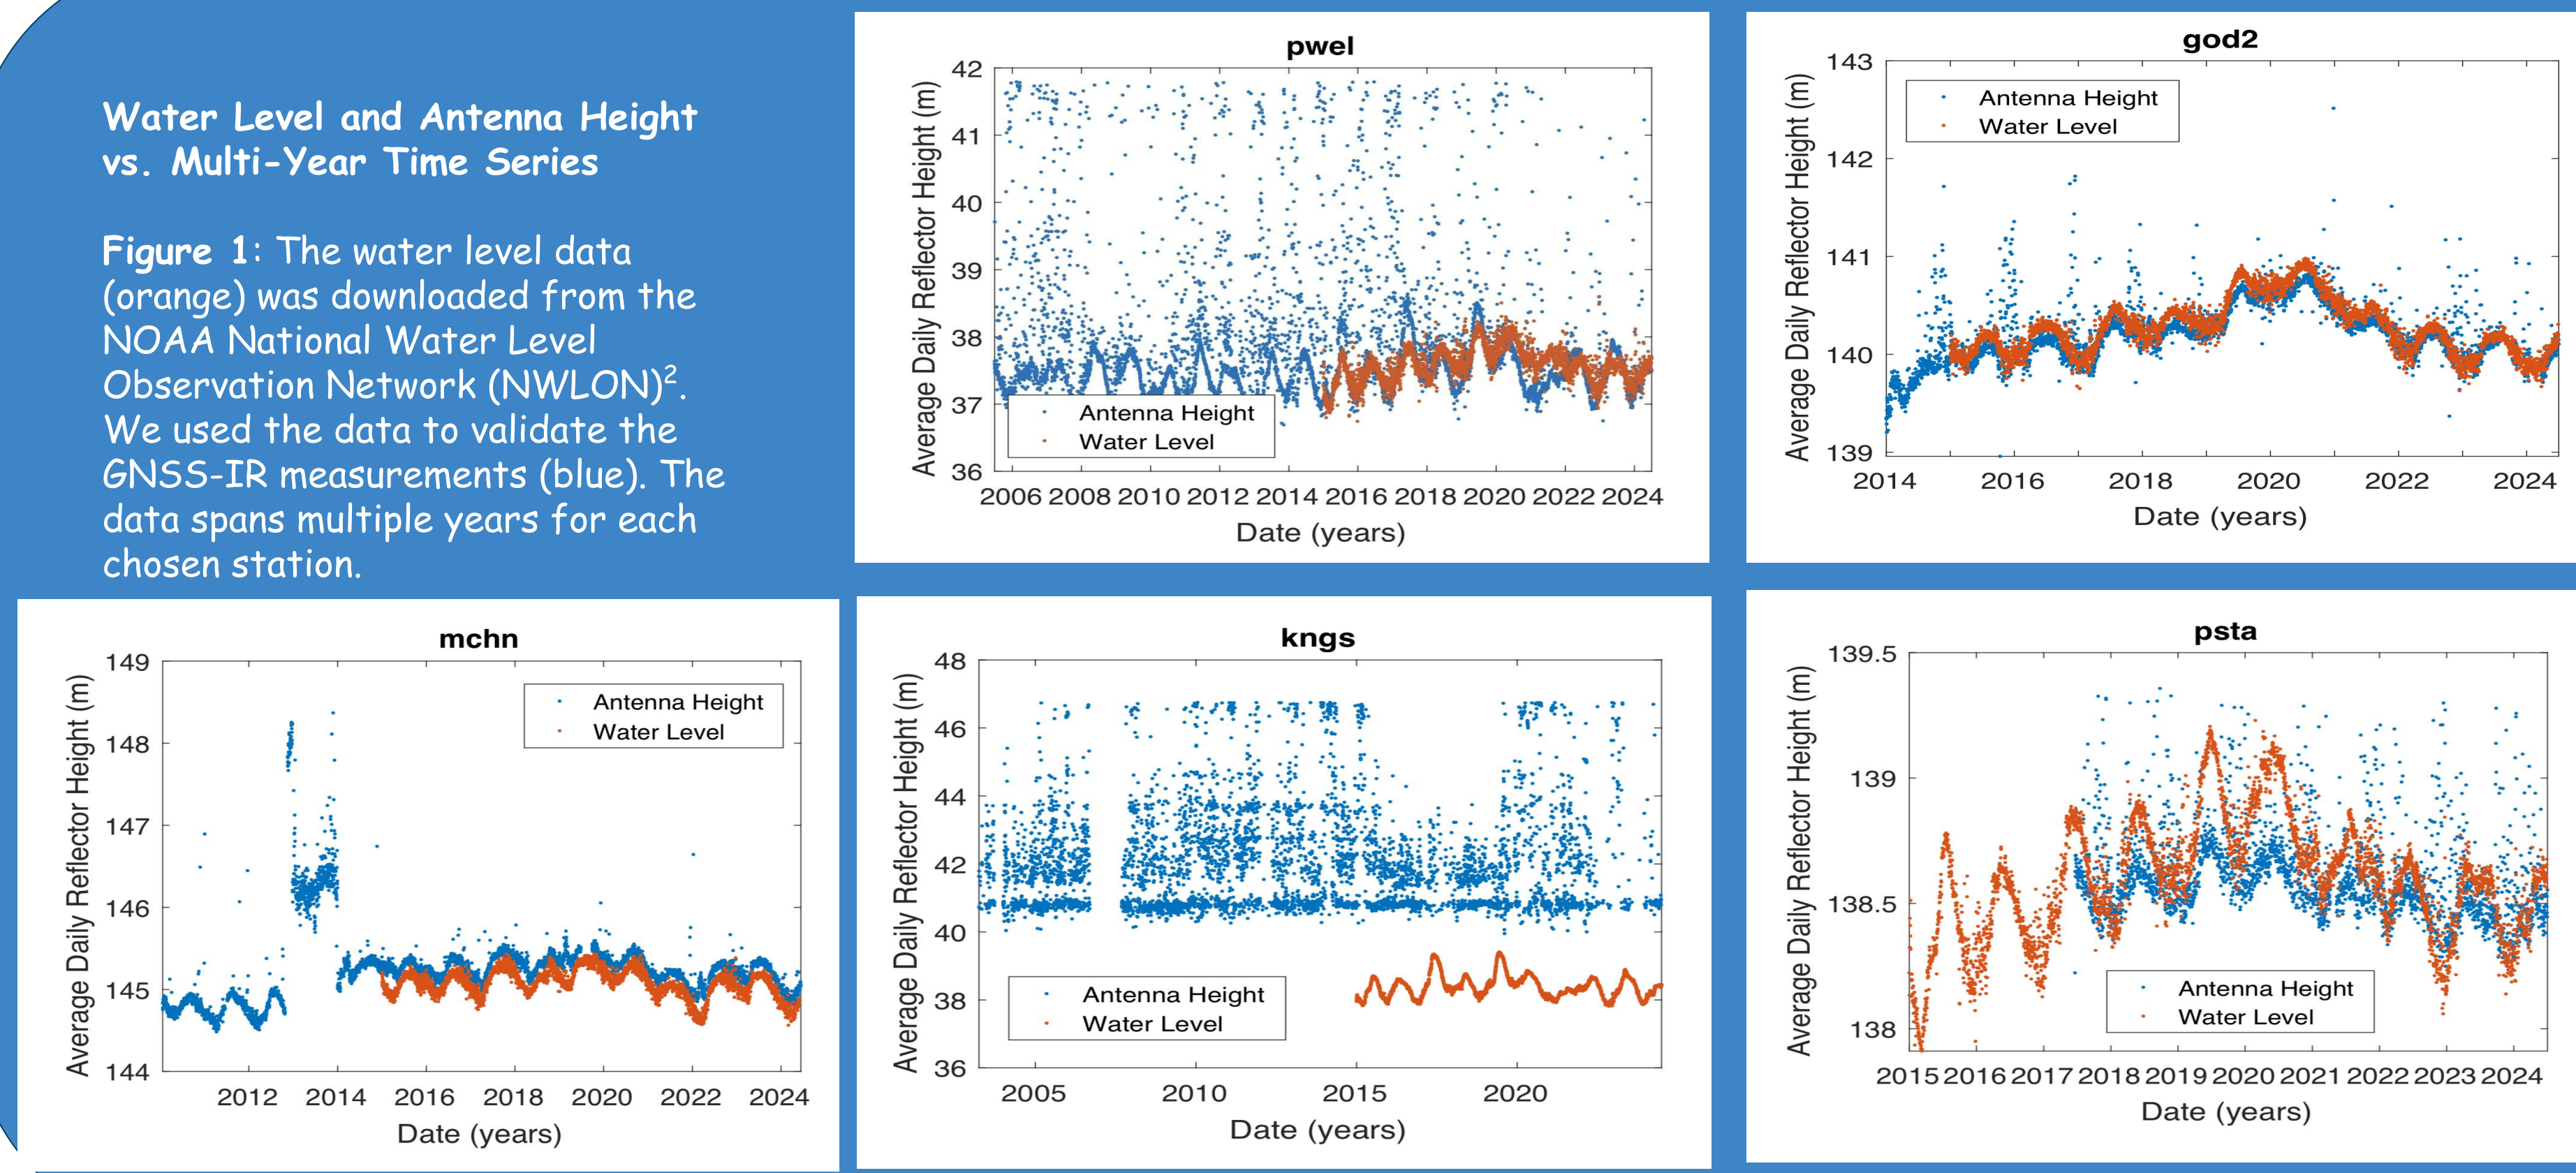 Water Level and Antenna Height
vs. Multi-Year Time Series
Figure 1: The water level data
(orange) was downloaded from the
NOAA National Water Level
Observation Network (NWLON)2.
We used the data to validate the
GNSS-IR measurements (blue). The
data spans multiple years for each
chosen station.
pwel
Average Daily Reflector Height (m)
42
41
40
39
38
37
36
Antenna Height
Water Level
2006 2008 2010 2012 2014 2016 2018 2020 2022 2024
Date (years)
god2
Average Daily Reflector Height (m)
143
142
141
140
139
Antenna Height
Water Level
2014 2016 2018 2020 2022 2024
Date (years)
mchn
Average Daily Reflector Height (m)
149
148
147
146
145
144
Antenna Height
Water Level
2012 2014 2016 2018 2020 2022 2024
Date (years)
kngs
Average Daily Reflector Height (m)
48
46
44
42
40
38
36
Antenna Height
Water Level
2005 2010 2015 2020
Date (years)
psta
Average Daily Reflector Height (m)
139.5
139
138.5
138
Antenna Height
Water Level
2015 2016 2017 2018 2019 2020 2021 2022 2023 2024
Date (years)